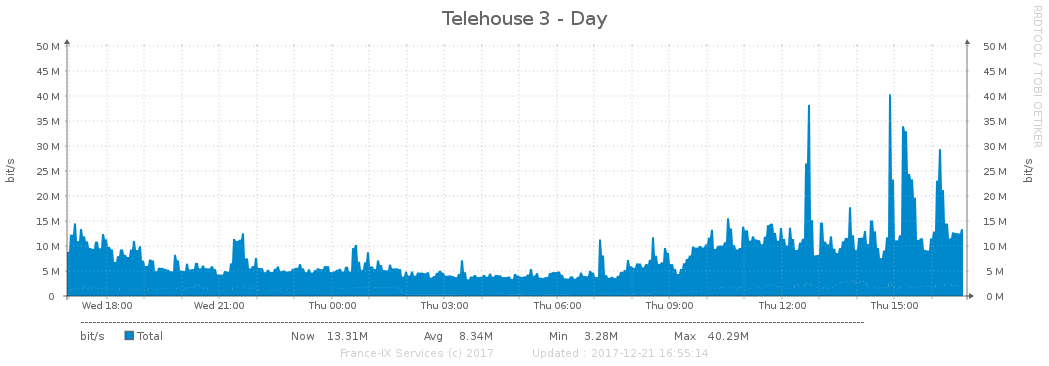 Telehouse 3 - Day
RRDTOOL / TOBI OETIKER
50 M 50 M
45 M 45 M
40 M 40 M
35 M 35 M
30 M 30 M
25 M 25 M
20 M 20 M
15 M 15 M
10 M 10 M
5 M 5 M
0 0 M
bit/s bit/s
Wed 18:00 Wed 21:00 Thu 00:00 Thu 03:00 Thu 06:00 Thu 09:00 Thu 12:00 Thu 15:00
bit/s Total Now 13.31M Avg 8.34M Min 3.28M Max 40.29M
France-IX Services (c) 2017 Updated : 2017-12-21 16:55:14